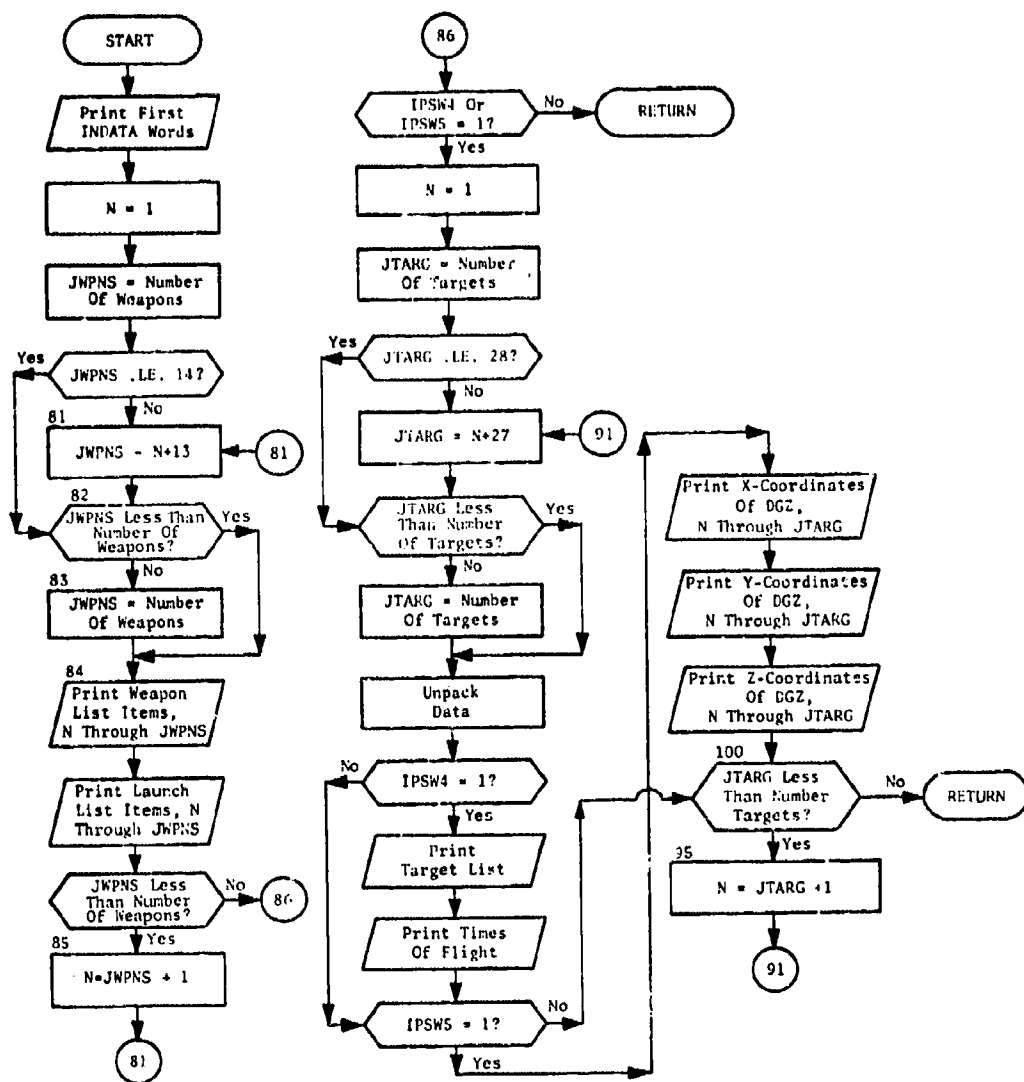 START
Print First
INDATA Words
N = 1
JWPNS = Number
Of Weapons
Yes
JWPNS .LE. 14?
No
81
JWPNS = N+13
81
82
JWPNS Less Than
Number Of
Weapons?
Yes
No
83
JWPNS = Number
Of Weapons
84
Print Weapon
List Items,
N Through JWPNS
Print Launch
List Items, N
Through JWPNS
JWPNS Less
Than Number
Of Weapons?
No
86
Yes
85
N=JWPNS + 1
81
86
IPSW4 Or
IPSW5 = 1?
No
RETURN
Yes
N = 1
JTARG = Number
Of Targets
Yes
JTARG .LE. 28?
No
JTARG = N+27
91
JTARG Less
Than Number
Of Targets?
Yes
No
JTARG = Number
Of Targets
Unpack
Data
No
IPSW4 = 1?
Yes
Print
Target List
Print Times
Of Flight
IPSW5 = 1?
No
Yes
Print X-Coordinates
Of DGZ,
N Through JTARG
Print Y-Coordinates
Of DGZ,
N Through JTARG
Print Z-Coordinates
Of DGZ,
N Through JTARG
100
JTARG Less
Than Number
Targets?
No
RETURN
Yes
95
N = JTARG +1
91